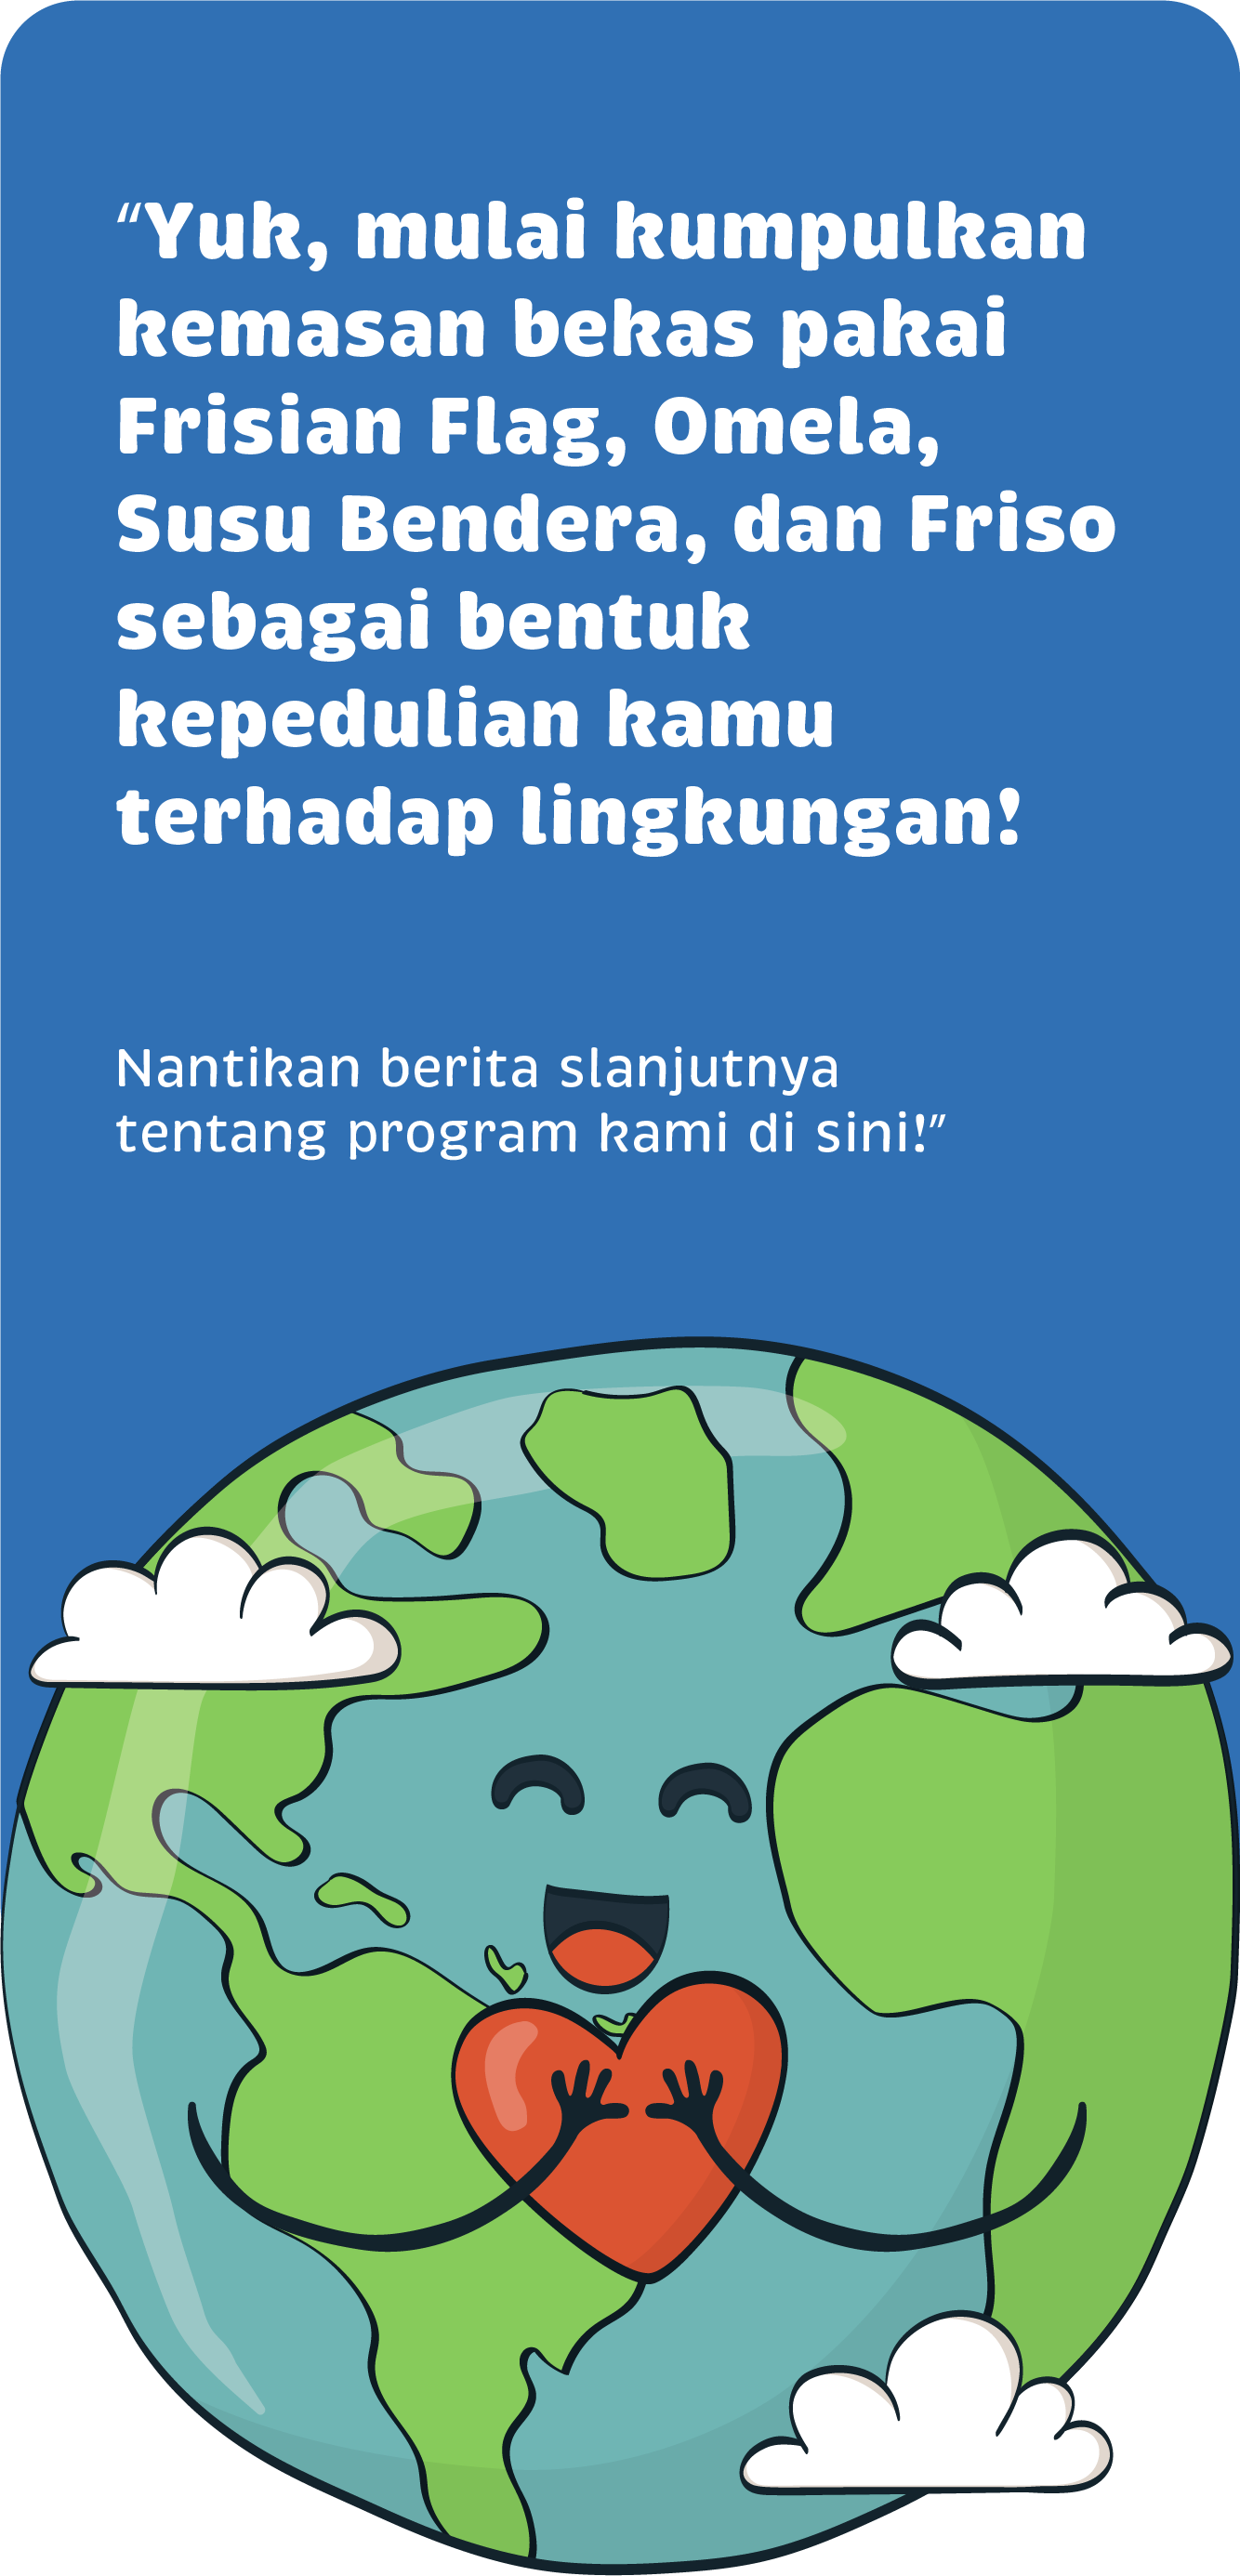 “Yuk, mulai kumpulkan
kemasan bekas pakai
Frisian Flag, Omela,
Susu Bendera, dan Friso
sebagai bentuk
kepedulian kamu
terhadap lingkungan!
Nantikan berita slanjutnya
tentang program kami di sini!”